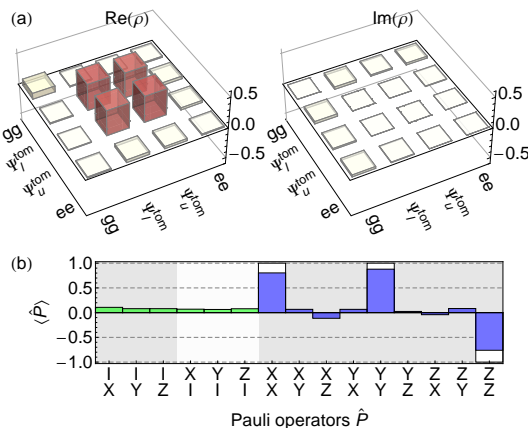 (a) Re(ρ̃) Im(ρ̃)
0.5 0.5
0.0 0.0
−0.5 −0.5
gg Ψ_l^tom Ψ_u^tom ee gg Ψ_l^tom Ψ_u^tom ee
gg Ψ_l^tom Ψ_u^tom ee gg Ψ_l^tom Ψ_u^tom ee
(b)
1.0
0.5
0.0
−0.5
−1.0
⟨P̂⟩
I I I X Y Z X X X Y Y Y Z Z Z
X Y Z I I I X Y Z X Y Z X Y Z
Pauli operators P̂